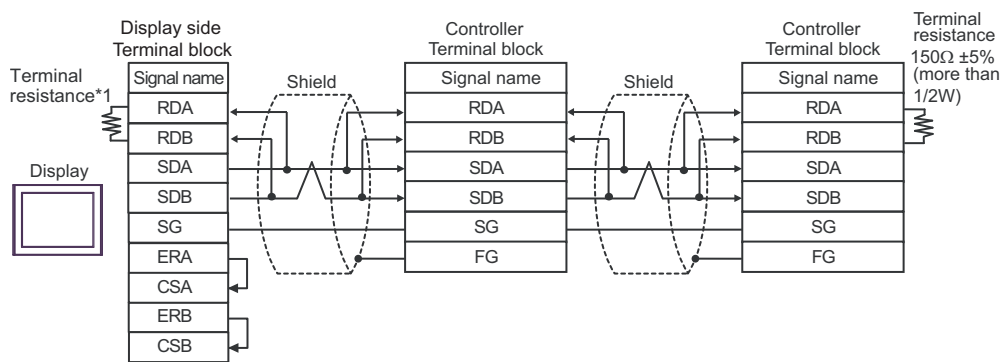 Display side
Terminal block
Controller
Terminal block
Controller
Terminal block
Terminal
resistance
150Ω ±5%
(more than
1/2W)
Terminal
resistance*1
Signal name
RDA
RDB
SDA
SDB
SG
ERA
CSA
ERB
CSB
Display
Shield
Signal name
RDA
RDB
SDA
SDB
SG
FG
Shield
Signal name
RDA
RDB
SDA
SDB
SG
FG